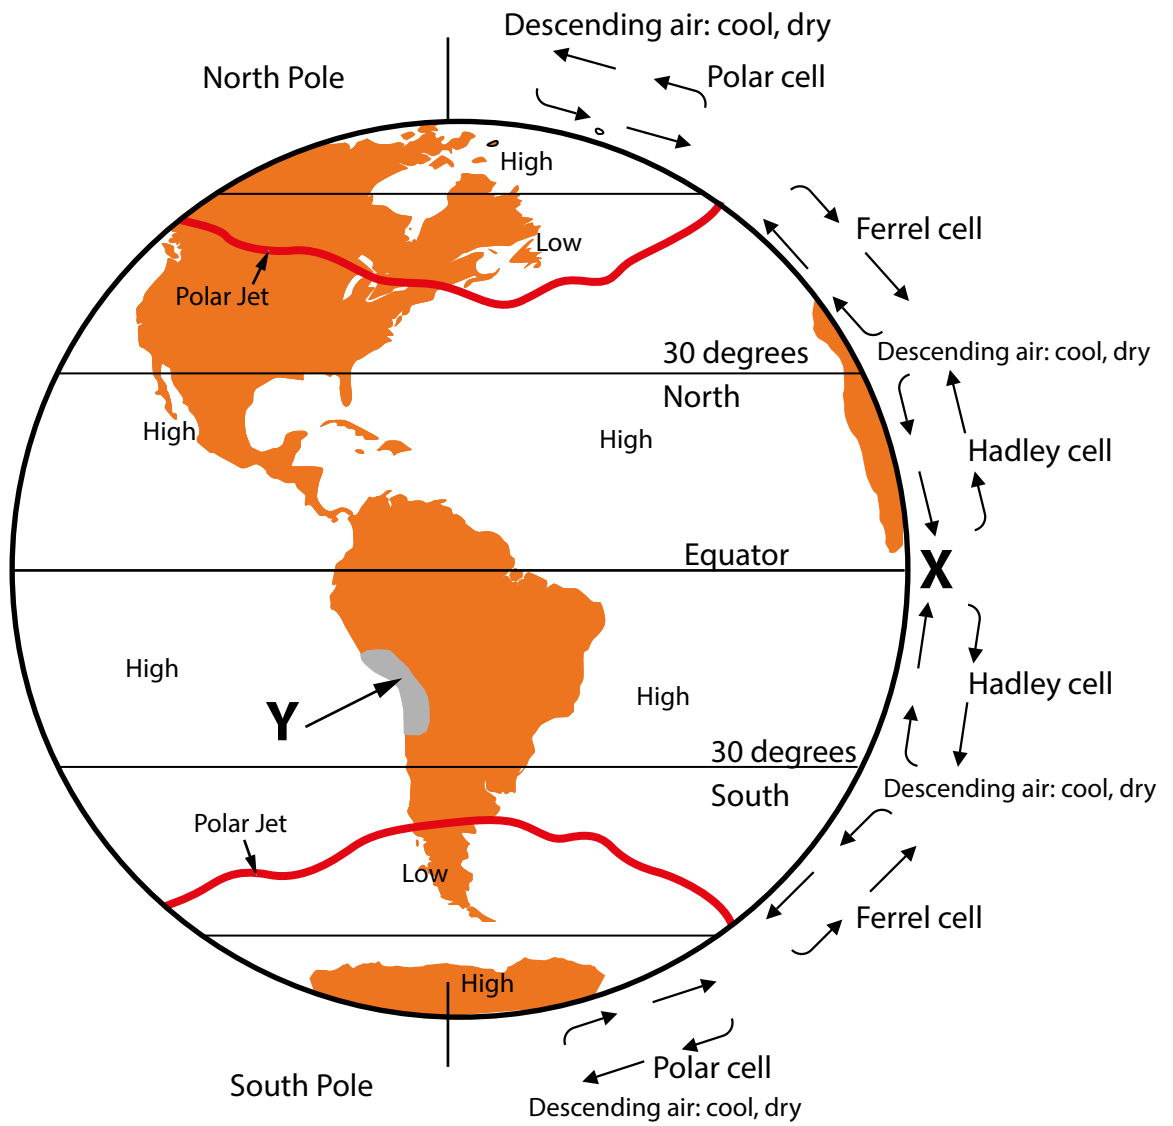 Descending air: cool, dry
North Pole
Polar cell
High
Ferrel cell
Low
Polar Jet
30 degrees
North
Descending air: cool, dry
High
High
Hadley cell
Equator
X
High
High
Hadley cell
Y
30 degrees
South
Descending air: cool, dry
Polar Jet
Low
Ferrel cell
High
Polar cell
South Pole
Descending air: cool, dry